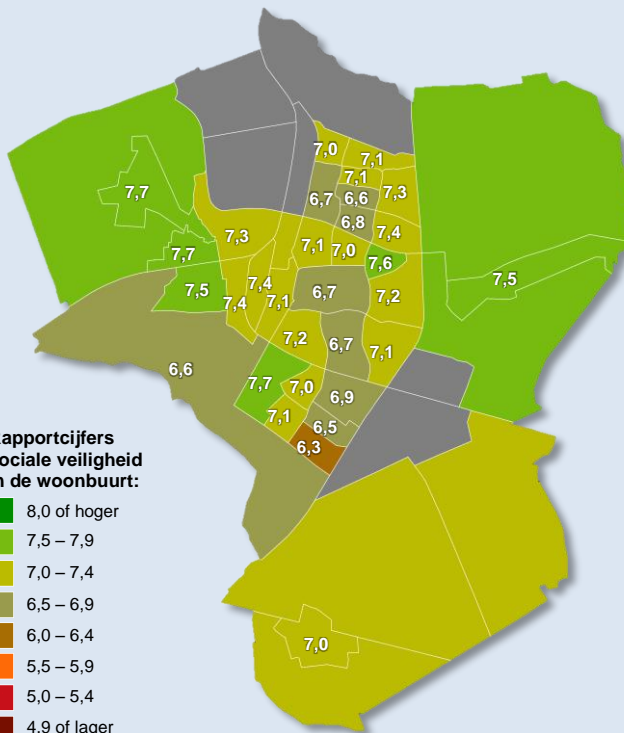 7,0
7,1
7,1
7,3
6,7
6,6
6,8
7,7
7,3
7,4
7,1
7,0
7,7
7,6
7,5
7,4
7,5
7,4
7,1
6,7
7,2
7,2
6,7
7,1
6,6
7,7
7,0
6,9
7,1
6,5
6,3
apportcijfers
ociale veiligheid
n de woonbuurt:
8,0 of hoger
7,5 – 7,9
7,0 – 7,4
6,5 – 6,9
6,0 – 6,4
5,5 – 5,9
7,0
5,0 – 5,4
4,9 of lager